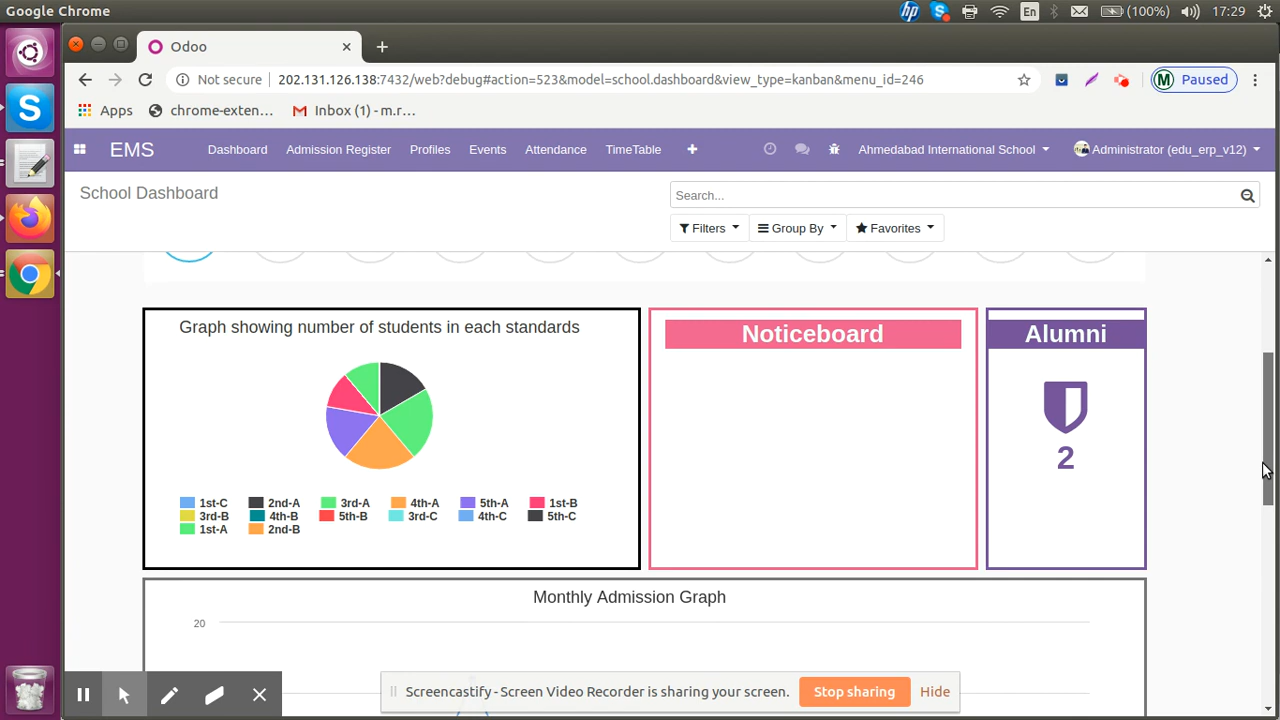 Google Chrome
En
(100%)
17:29
Odoo
Not secure
202.131.126.138:7432/web?debug#action=523&model=school.dashboard&view_type=kanban&menu_id=246
M Paused
Apps
chrome-exten...
Inbox (1) - m.r...
EMS
Dashboard
Admission Register
Profiles
Events
Attendance
TimeTable
Ahmedabad International School
Administrator (edu_erp_v12)
School Dashboard
Search...
Filters
Group By
Favorites
Graph showing number of students in each standards
1st-C 2nd-A 3rd-A 4th-A 5th-A 1st-B
3rd-B 4th-B 5th-B 3rd-C 4th-C 5th-C
1st-A 2nd-B
Noticeboard
Alumni
2
Monthly Admission Graph
20
Screencastify - Screen Video Recorder is sharing your screen.
Stop sharing
Hide